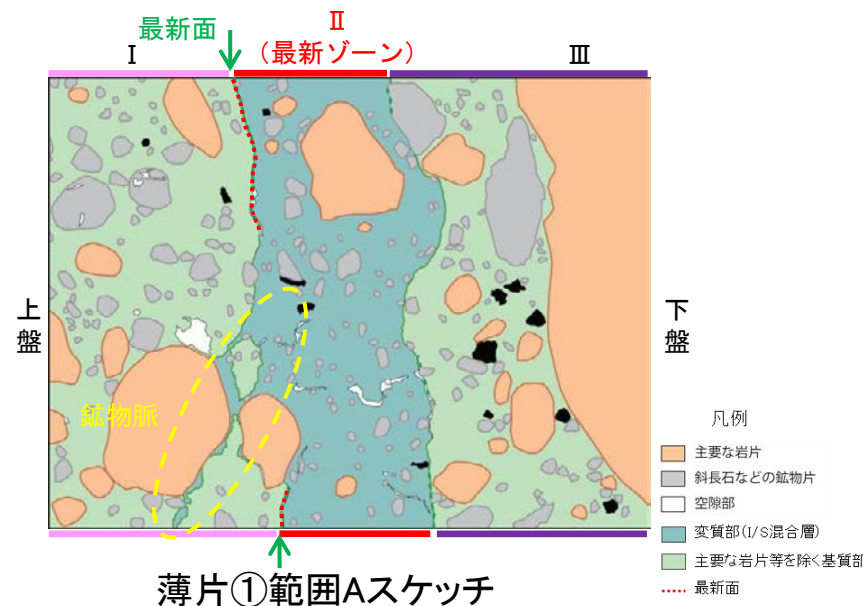 Ⅱ
最新面
(最新ゾーン)
Ⅰ
Ⅲ
上盤
下盤
鉱物脈
凡例
主要な岩片
斜長石などの鉱物片
空隙部
変質部(I/S混合層)
主要な岩片等を除く基質部
最新面
薄片①範囲Aスケッチ